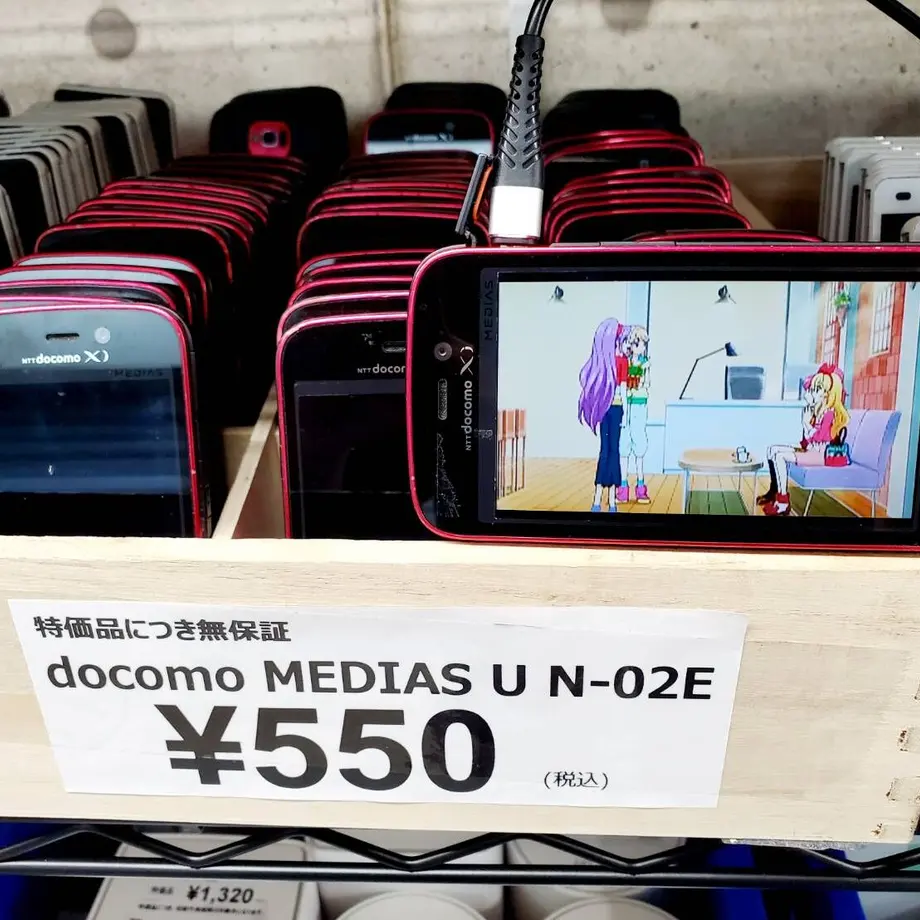 NTT docomo Xi
NTT docomo
docomo
MEDIAS
NTT docomo Xi
特価品につき無保証
docomo MEDIAS U N-02E
¥550
(税込)
¥1,320